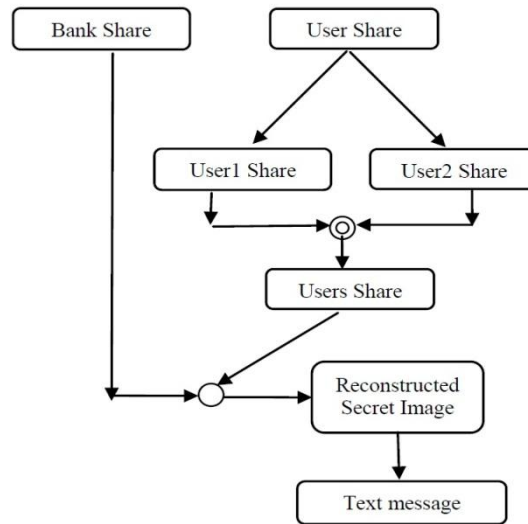 Bank Share
User Share
User1 Share
User2 Share
Users Share
Reconstructed
Secret Image
Text message